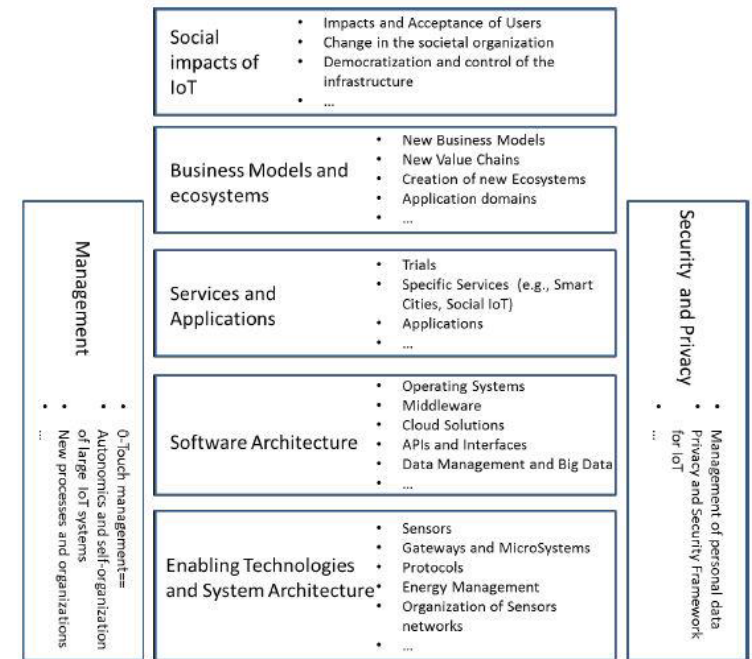 Social
impacts of
IoT
• Impacts and Acceptance of Users
• Change in the societal organization
• Democratization and control of the
infrastructure
• ...
Business Models and
ecosystems
• New Business Models
• New Value Chains
• Creation of new Ecosystems
• Application domains
• ...
Services and
Applications
• Trials
• Specific Services (e.g., Smart
Cities, Social IoT)
• Applications
• ...
Software Architecture
• Operating Systems
• Middleware
• Cloud Solutions
• APIs and Interfaces
• Data Management and Big Data
• ...
Enabling Technologies
and System Architecture
• Sensors
• Gateways and MicroSystems
• Protocols
• Energy Management
• Organization of Sensors
networks
• ...
Management
• 0-Touch management==
• Autonomics and self-organization
of large IoT systems
• New processes and organizations
• ...
Security and Privacy
• Management of personal data
• Privacy and Security Framework
for IoT
• ...